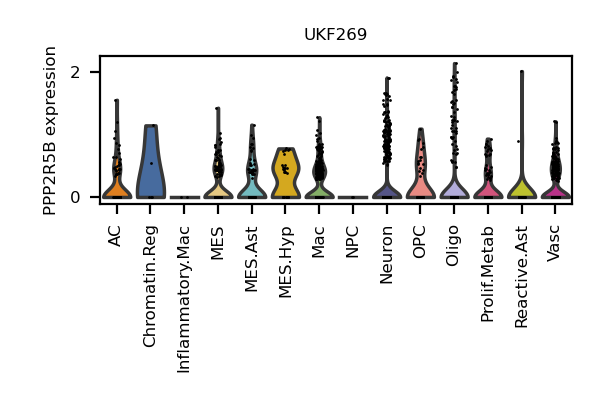 UKF269
PPP2R5B expression
2
0
AC
Chromatin.Reg
Inflammatory.Mac
MES
MES.Ast
MES.Hyp
Mac
NPC
Neuron
OPC
Oligo
Prolif.Metab
Reactive.Ast
Vasc